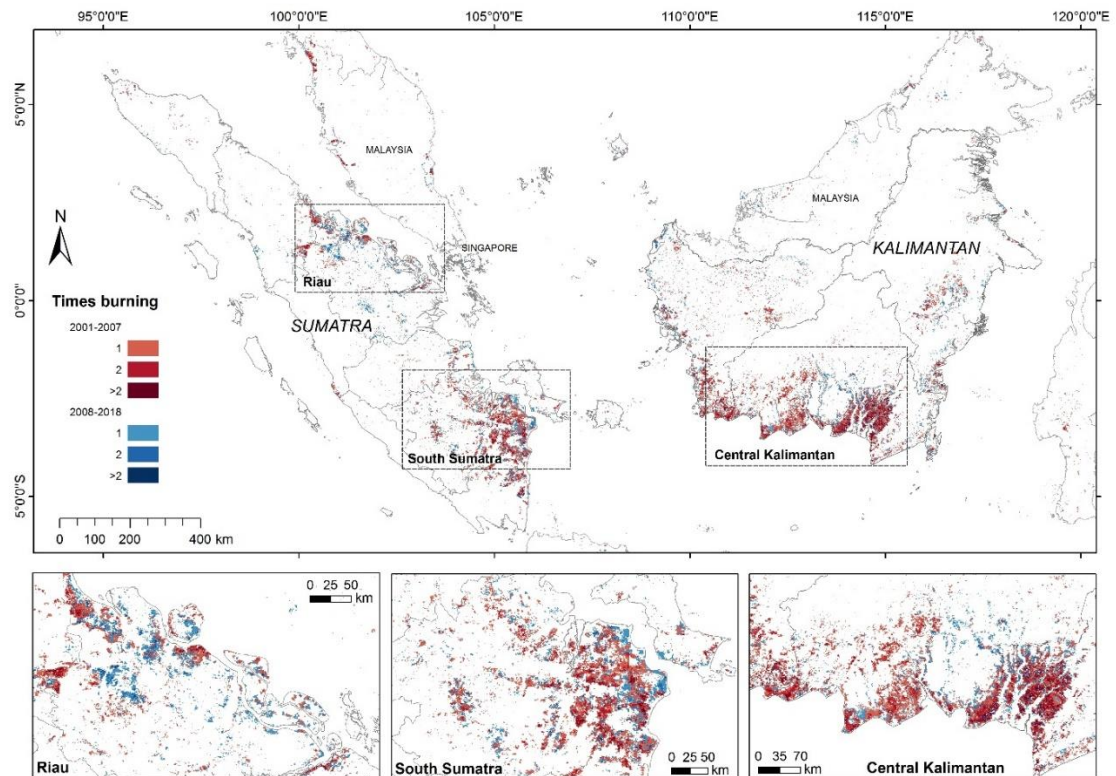 95°0'0"E 100°0'0"E 105°0'0"E 110°0'0"E 115°0'0"E 120°0'0"E
5°0'0"N
MALAYSIA
MALAYSIA
N
SINGAPORE
KALIMANTAN
Riau
0°0'0"
Times burning
SUMATRA
2001-2007
1
2
>2
2008-2018
1
2
>2
South Sumatra
Central Kalimantan
5°0'0"S
0 100 200 400 km
0 25 50
km
Riau
0 25 50
km
South Sumatra
0 35 70
km
Central Kalimantan